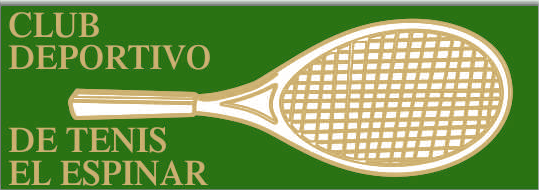 CLUB
DEPORTIVO
DE TENIS
EL ESPINAR